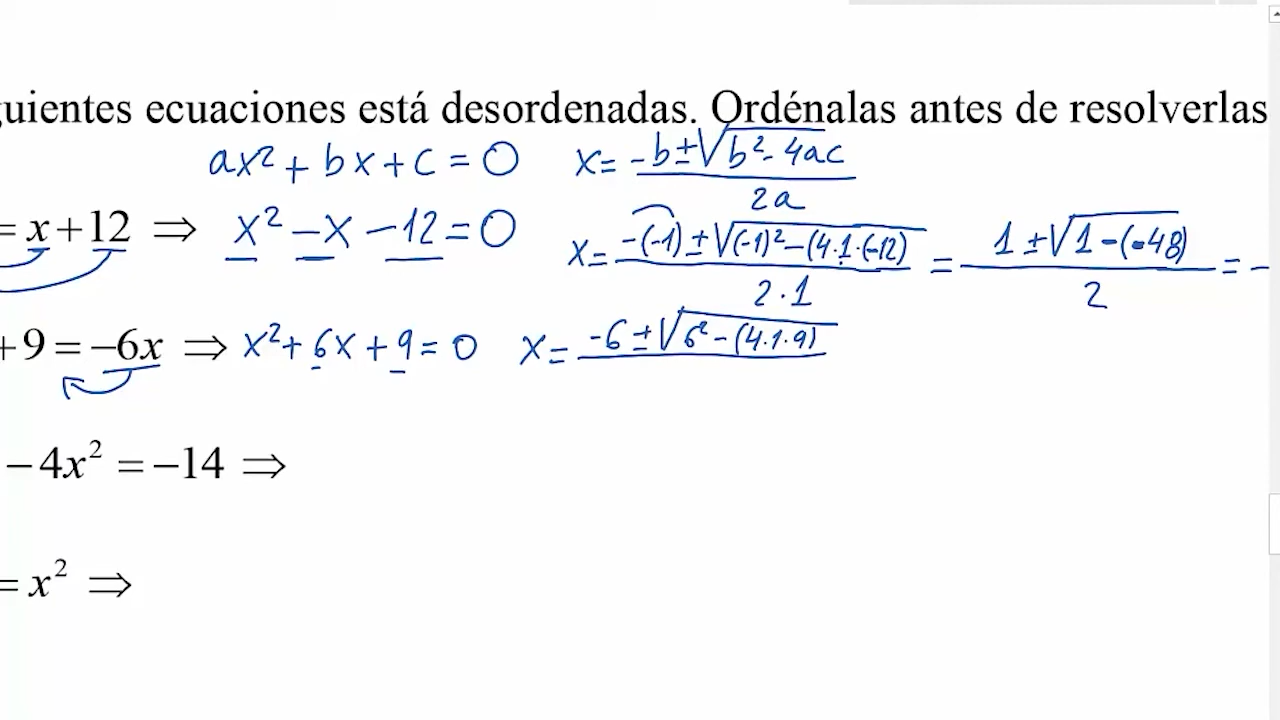 siguientes ecuaciones está desordenadas. Ordénalas antes de resolverlas
ax² + bx + c = 0   x = -b ± √b² - 4ac / 2a
= x + 12 ⇒ x² - x - 12 = 0   x = -(-1) ± √(-1)² - (4·1·(-12) / 2·1 = 1 ± √1 - (-48) / 2 = -
+ 9 = -6x ⇒ x² + 6x + 9 = 0   x = -6 ± √6² - (4·1·9)
- 4x² = -14 ⇒
= x² ⇒